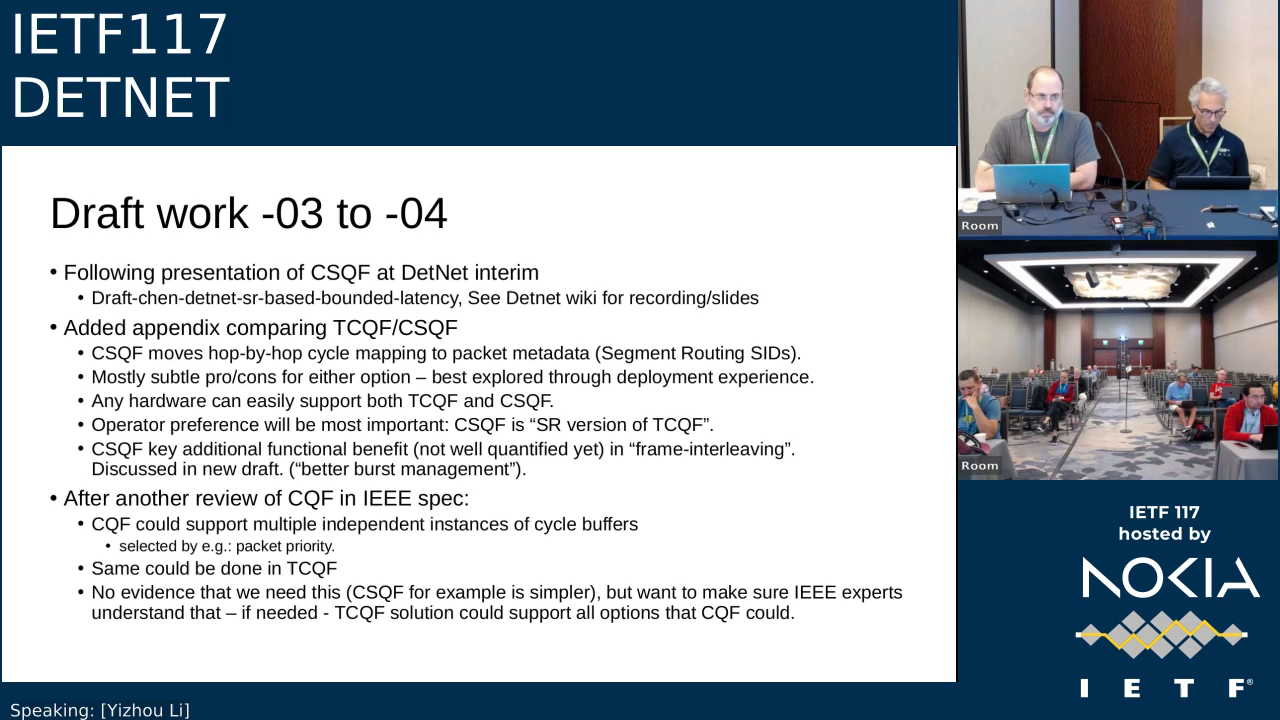 IETF117
DETNET
Draft work -03 to -04
• Following presentation of CSQF at DetNet interim
• Draft-chen-detnet-sr-based-bounded-latency, See Detnet wiki for recording/slides
• Added appendix comparing TCQF/CSQF
• CSQF moves hop-by-hop cycle mapping to packet metadata (Segment Routing SIDs).
• Mostly subtle pro/cons for either option – best explored through deployment experience.
• Any hardware can easily support both TCQF and CSQF.
• Operator preference will be most important: CSQF is “SR version of TCQF”.
• CSQF key additional functional benefit (not well quantified yet) in “frame-interleaving”.
Discussed in new draft. (“better burst management”).
• After another review of CQF in IEEE spec:
• CQF could support multiple independent instances of cycle buffers
• selected by e.g.: packet priority.
• Same could be done in TCQF
• No evidence that we need this (CSQF for example is simpler), but want to make sure IEEE experts
understand that – if needed - TCQF solution could support all options that CQF could.
Speaking: [Yizhou Li]
Room
Room
IETF 117
hosted by
NOKIA
I E T F®